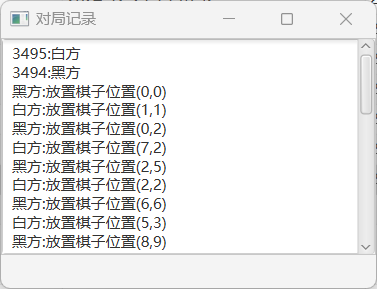 对局记录
3495:白方
3494:黑方
黑方:放置棋子位置(0,0)
白方:放置棋子位置(1,1)
黑方:放置棋子位置(0,2)
白方:放置棋子位置(7,2)
黑方:放置棋子位置(2,5)
白方:放置棋子位置(2,2)
黑方:放置棋子位置(6,6)
白方:放置棋子位置(5,3)
黑方:放置棋子位置(8,9)